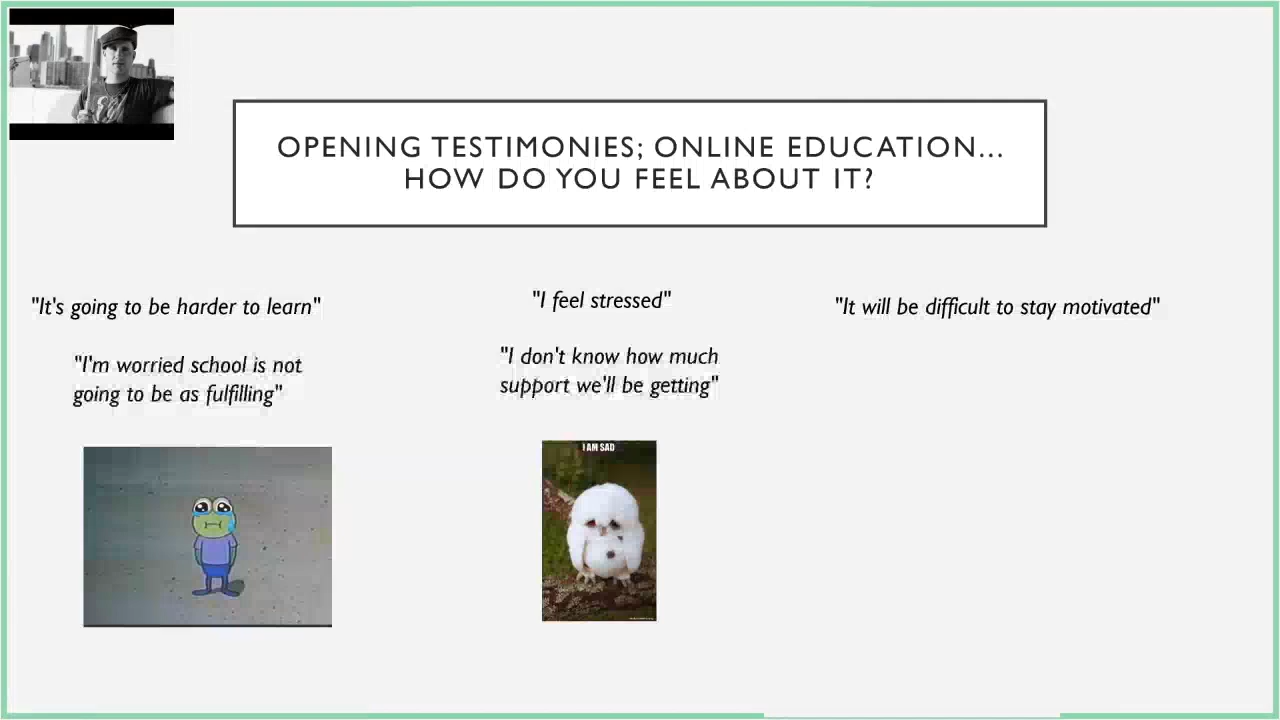 OPENING TESTIMONIES; ONLINE EDUCATION...
HOW DO YOU FEEL ABOUT IT?
"It's going to be harder to learn"
"I'm worried school is not
going to be as fulfilling"
"I feel stressed"
"I don't know how much
support we'll be getting"
"It will be difficult to stay motivated"
I AM SAD